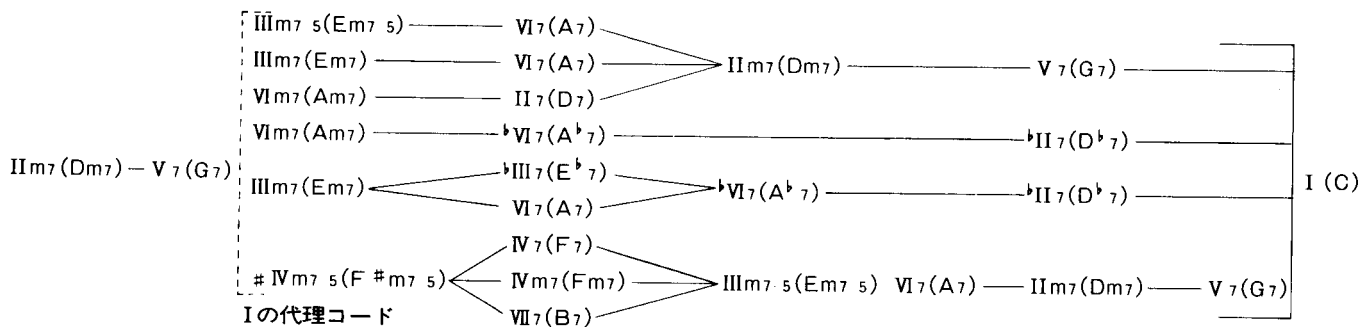 Ⅲm7 5(Em7 5) Ⅵ7(A7)
Ⅲm7(Em7) Ⅵ7(A7) Ⅱm7(Dm7) Ⅴ7(G7)
Ⅵm7(Am7) Ⅱ7(D7)
Ⅵm7(Am7) ♭Ⅵ7(A♭7) ♭Ⅱ7(D♭7)
Ⅱm7(Dm7) Ⅴ7(G7) Ⅲm7(Em7) ♭Ⅲ7(E♭7) ♭Ⅵ7(A♭7) ♭Ⅱ7(D♭7) Ⅰ(C)
Ⅵ7(A7)
Ⅳ7(F7)
#Ⅳm7 5(F#m7 5) Ⅳm7(Fm7) Ⅲm7 5(Em7 5) Ⅵ7(A7) Ⅱm7(Dm7) Ⅴ7(G7)
Ⅶ7(B7)
Ⅰの代理コード